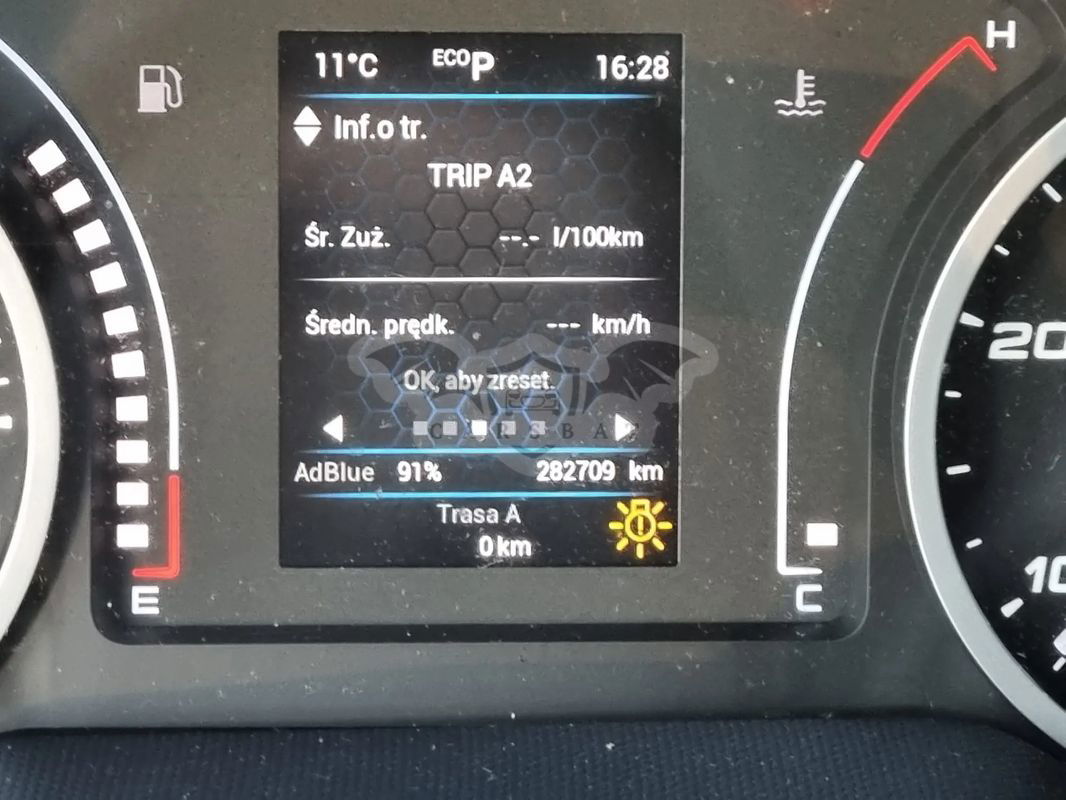 11°C ECO P 16:28
H
Inf.o tr.
TRIP A2
Śr. Zuż. --.- l/100km
Średn. prędk. --- km/h
20
OK, aby zreset.
CARSBAT
AdBlue 91% 282709 km
Trasa A
0 km
10
E
C